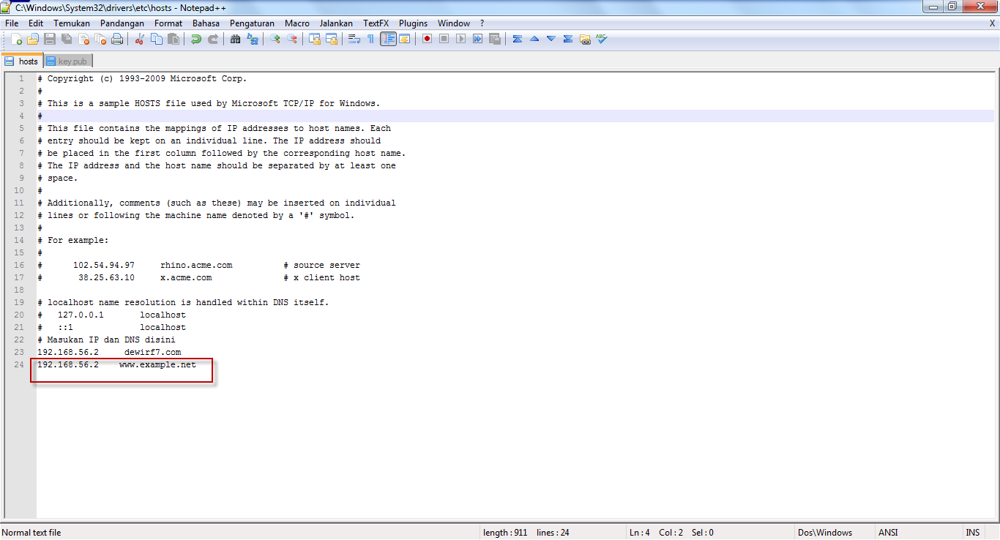 C:\Windows\System32\drivers\etc\hosts - Notepad++
File Edit Temukan Pandangan Format Bahasa Pengaturan Macro Jalankan TextFX Plugins Window ? X
hosts key.pub
1 # Copyright (c) 1993-2009 Microsoft Corp.
2 #
3 # This is a sample HOSTS file used by Microsoft TCP/IP for Windows.
4 #
5 # This file contains the mappings of IP addresses to host names. Each
6 # entry should be kept on an individual line. The IP address should
7 # be placed in the first column followed by the corresponding host name.
8 # The IP address and the host name should be separated by at least one
9 # space.
10 #
11 # Additionally, comments (such as these) may be inserted on individual
12 # lines or following the machine name denoted by a '#' symbol.
13 #
14 # For example:
15 #
16 # 102.54.94.97 rhino.acme.com # source server
17 # 38.25.63.10 x.acme.com # x client host
18
19 # localhost name resolution is handled within DNS itself.
20 # 127.0.0.1 localhost
21 # ::1 localhost
22 # Masukan IP dan DNS disini
23 192.168.56.2 dewirf7.com
24 192.168.56.2 www.example.net
Normal text file length : 911 lines : 24 Ln : 4 Col : 2 Sel : 0 Dos\Windows ANSI INS